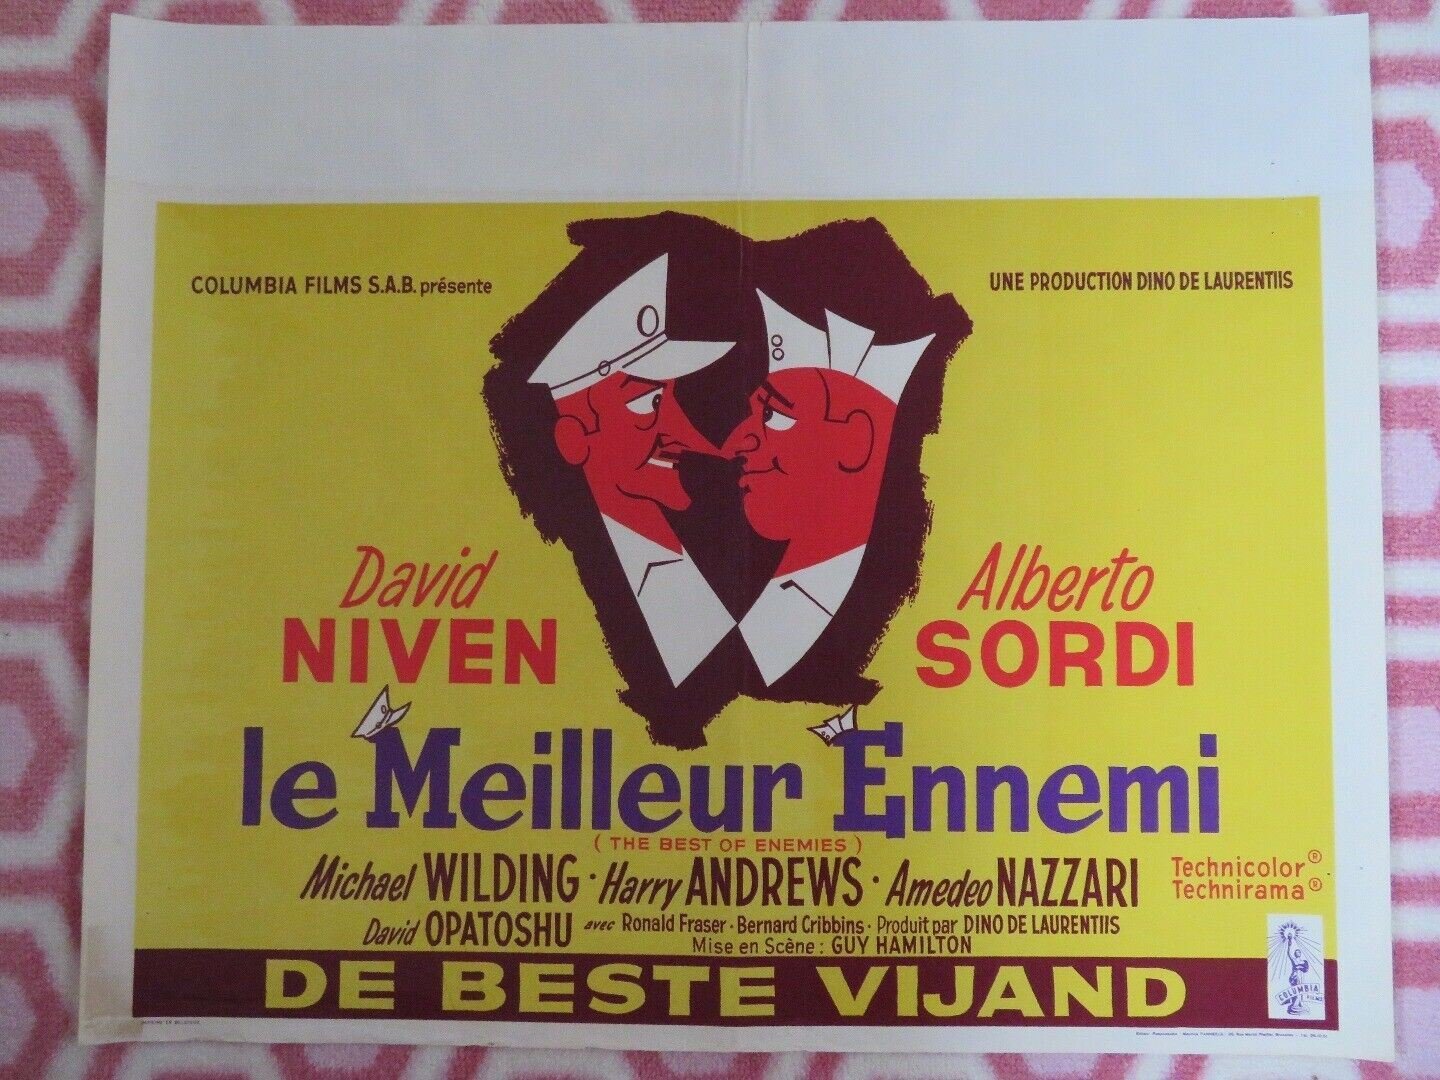 COLUMBIA FILMS S.A.B. présente
UNE PRODUCTION DINO DE LAURENTIIS
David
NIVEN
Alberto
SORDI
le Meilleur Ennemi
( THE BEST OF ENEMIES )
Michael WILDING · Harry ANDREWS · Amedeo NAZZARI
Technicolor®
Technirama®
David OPATOSHU avec Ronald Fraser · Bernard Cribbins · Produit par DINO DE LAURENTIIS
Mise en Scène : GUY HAMILTON
DE BESTE VIJAND
COLUMBIA
FILMS